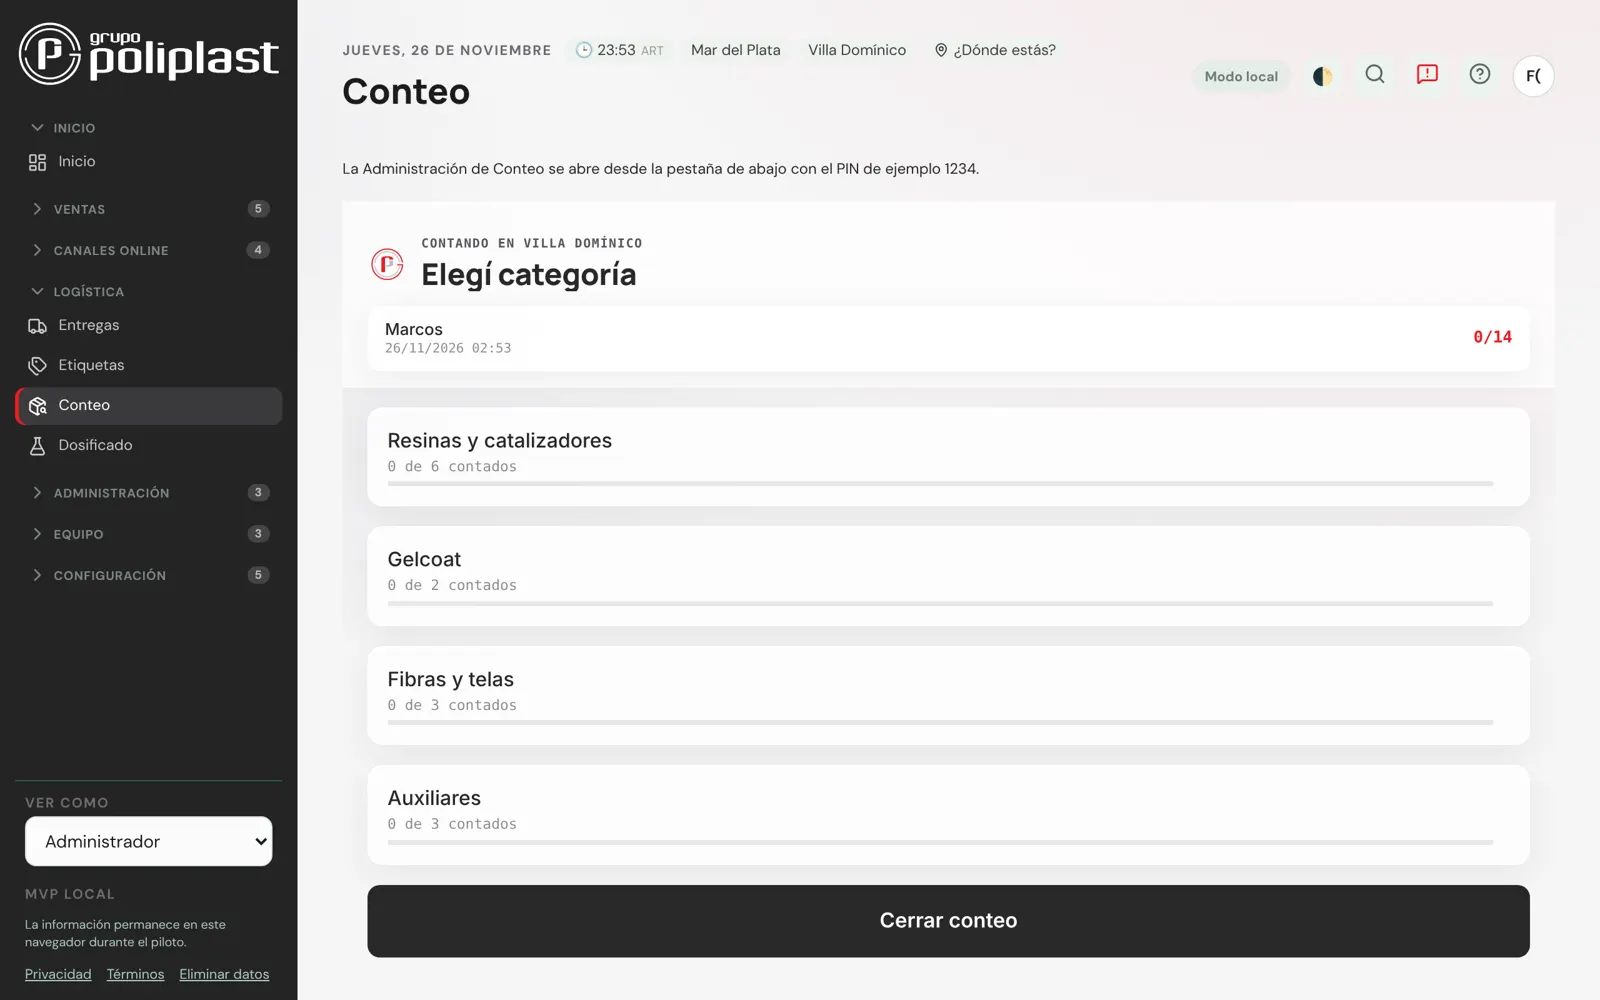 grupo
poliplast
INICIO
Inicio
VENTAS 5
CANALES ONLINE 4
LOGÍSTICA
Entregas
Etiquetas
Conteo
Dosificado
ADMINISTRACIÓN 3
EQUIPO 3
CONFIGURACIÓN 5
VER COMO
Administrador
MVP LOCAL
La información permanece en este
navegador durante el piloto.
Privacidad Términos Eliminar datos
JUEVES, 26 DE NOVIEMBRE 23:53 ART Mar del Plata Villa Domínico ¿Dónde estás?
Conteo
Modo local F(
La Administración de Conteo se abre desde la pestaña de abajo con el PIN de ejemplo 1234.
CONTANDO EN VILLA DOMÍNICO
Elegí categoría
Marcos
26/11/2026 02:53
0/14
Resinas y catalizadores
0 de 6 contados
Gelcoat
0 de 2 contados
Fibras y telas
0 de 3 contados
Auxiliares
0 de 3 contados
Cerrar conteo